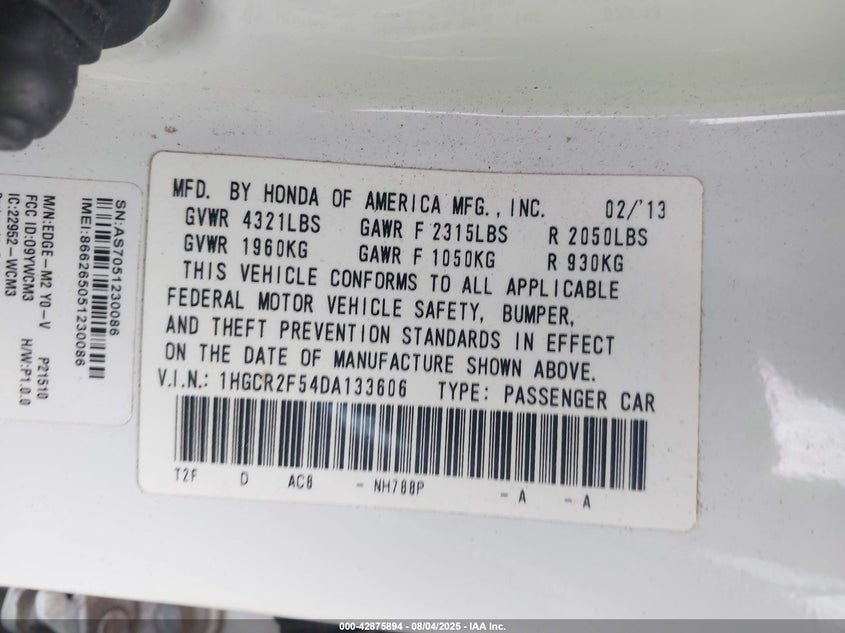 MFD. BY HONDA OF AMERICA MFG., INC. 02/'13
GVWR 4321LBS GAWR F 2315LBS R 2050LBS
GVWR 1960KG GAWR F 1050KG R 930KG
THIS VEHICLE CONFORMS TO ALL APPLICABLE
FEDERAL MOTOR VEHICLE SAFETY, BUMPER,
AND THEFT PREVENTION STANDARDS IN EFFECT
ON THE DATE OF MANUFACTURE SHOWN ABOVE.
V.I.N.: 1HGCR2F54DA133606 TYPE: PASSENGER CAR
T2F D AC8 - NH788P - A - A
SN:AS7051230086
IMEI:866265051230086
M/N:EDGE-M2 Y0-V P21510
FCC ID:O9YWCM3 H/W:P1.0.0
IC:22952-WCM3
000-42875894 - 08/04/2025 - IAA Inc.